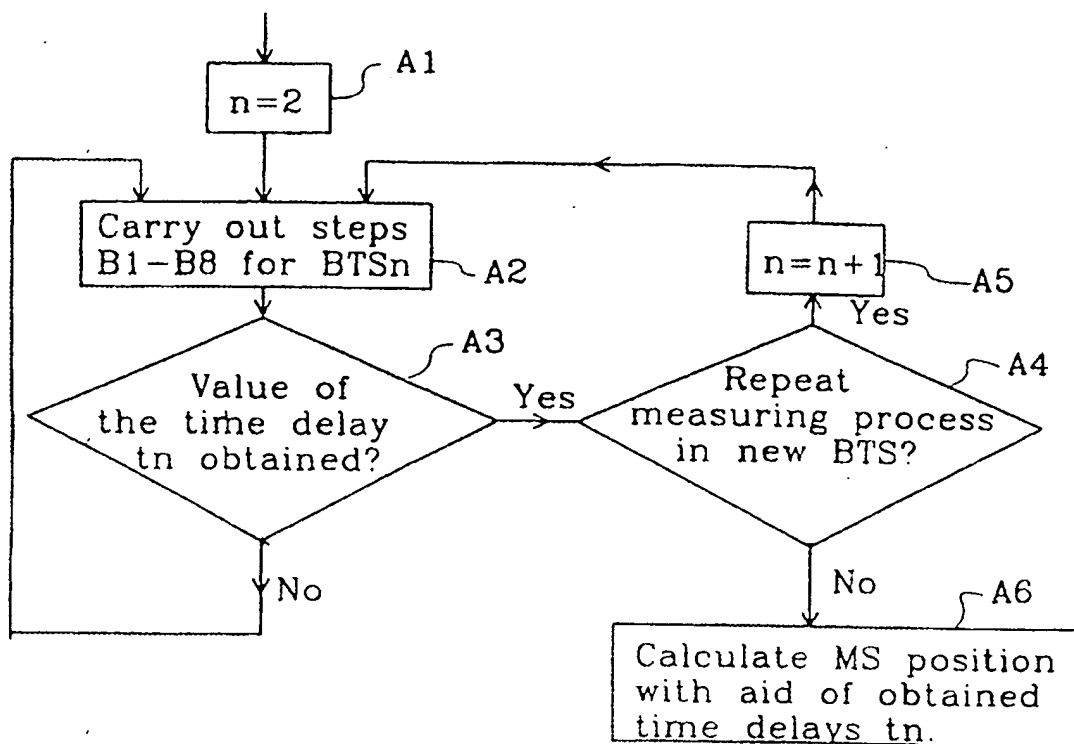 A1
n=2
Carry out steps
B1-B8 for BTSn
A2
A3
Value of
the time delay
tn obtained?
Yes
No
n=n+1
A5
Yes
A4
Repeat
measuring process
in new BTS?
No
A6
Calculate MS position
with aid of obtained
time delays tn.